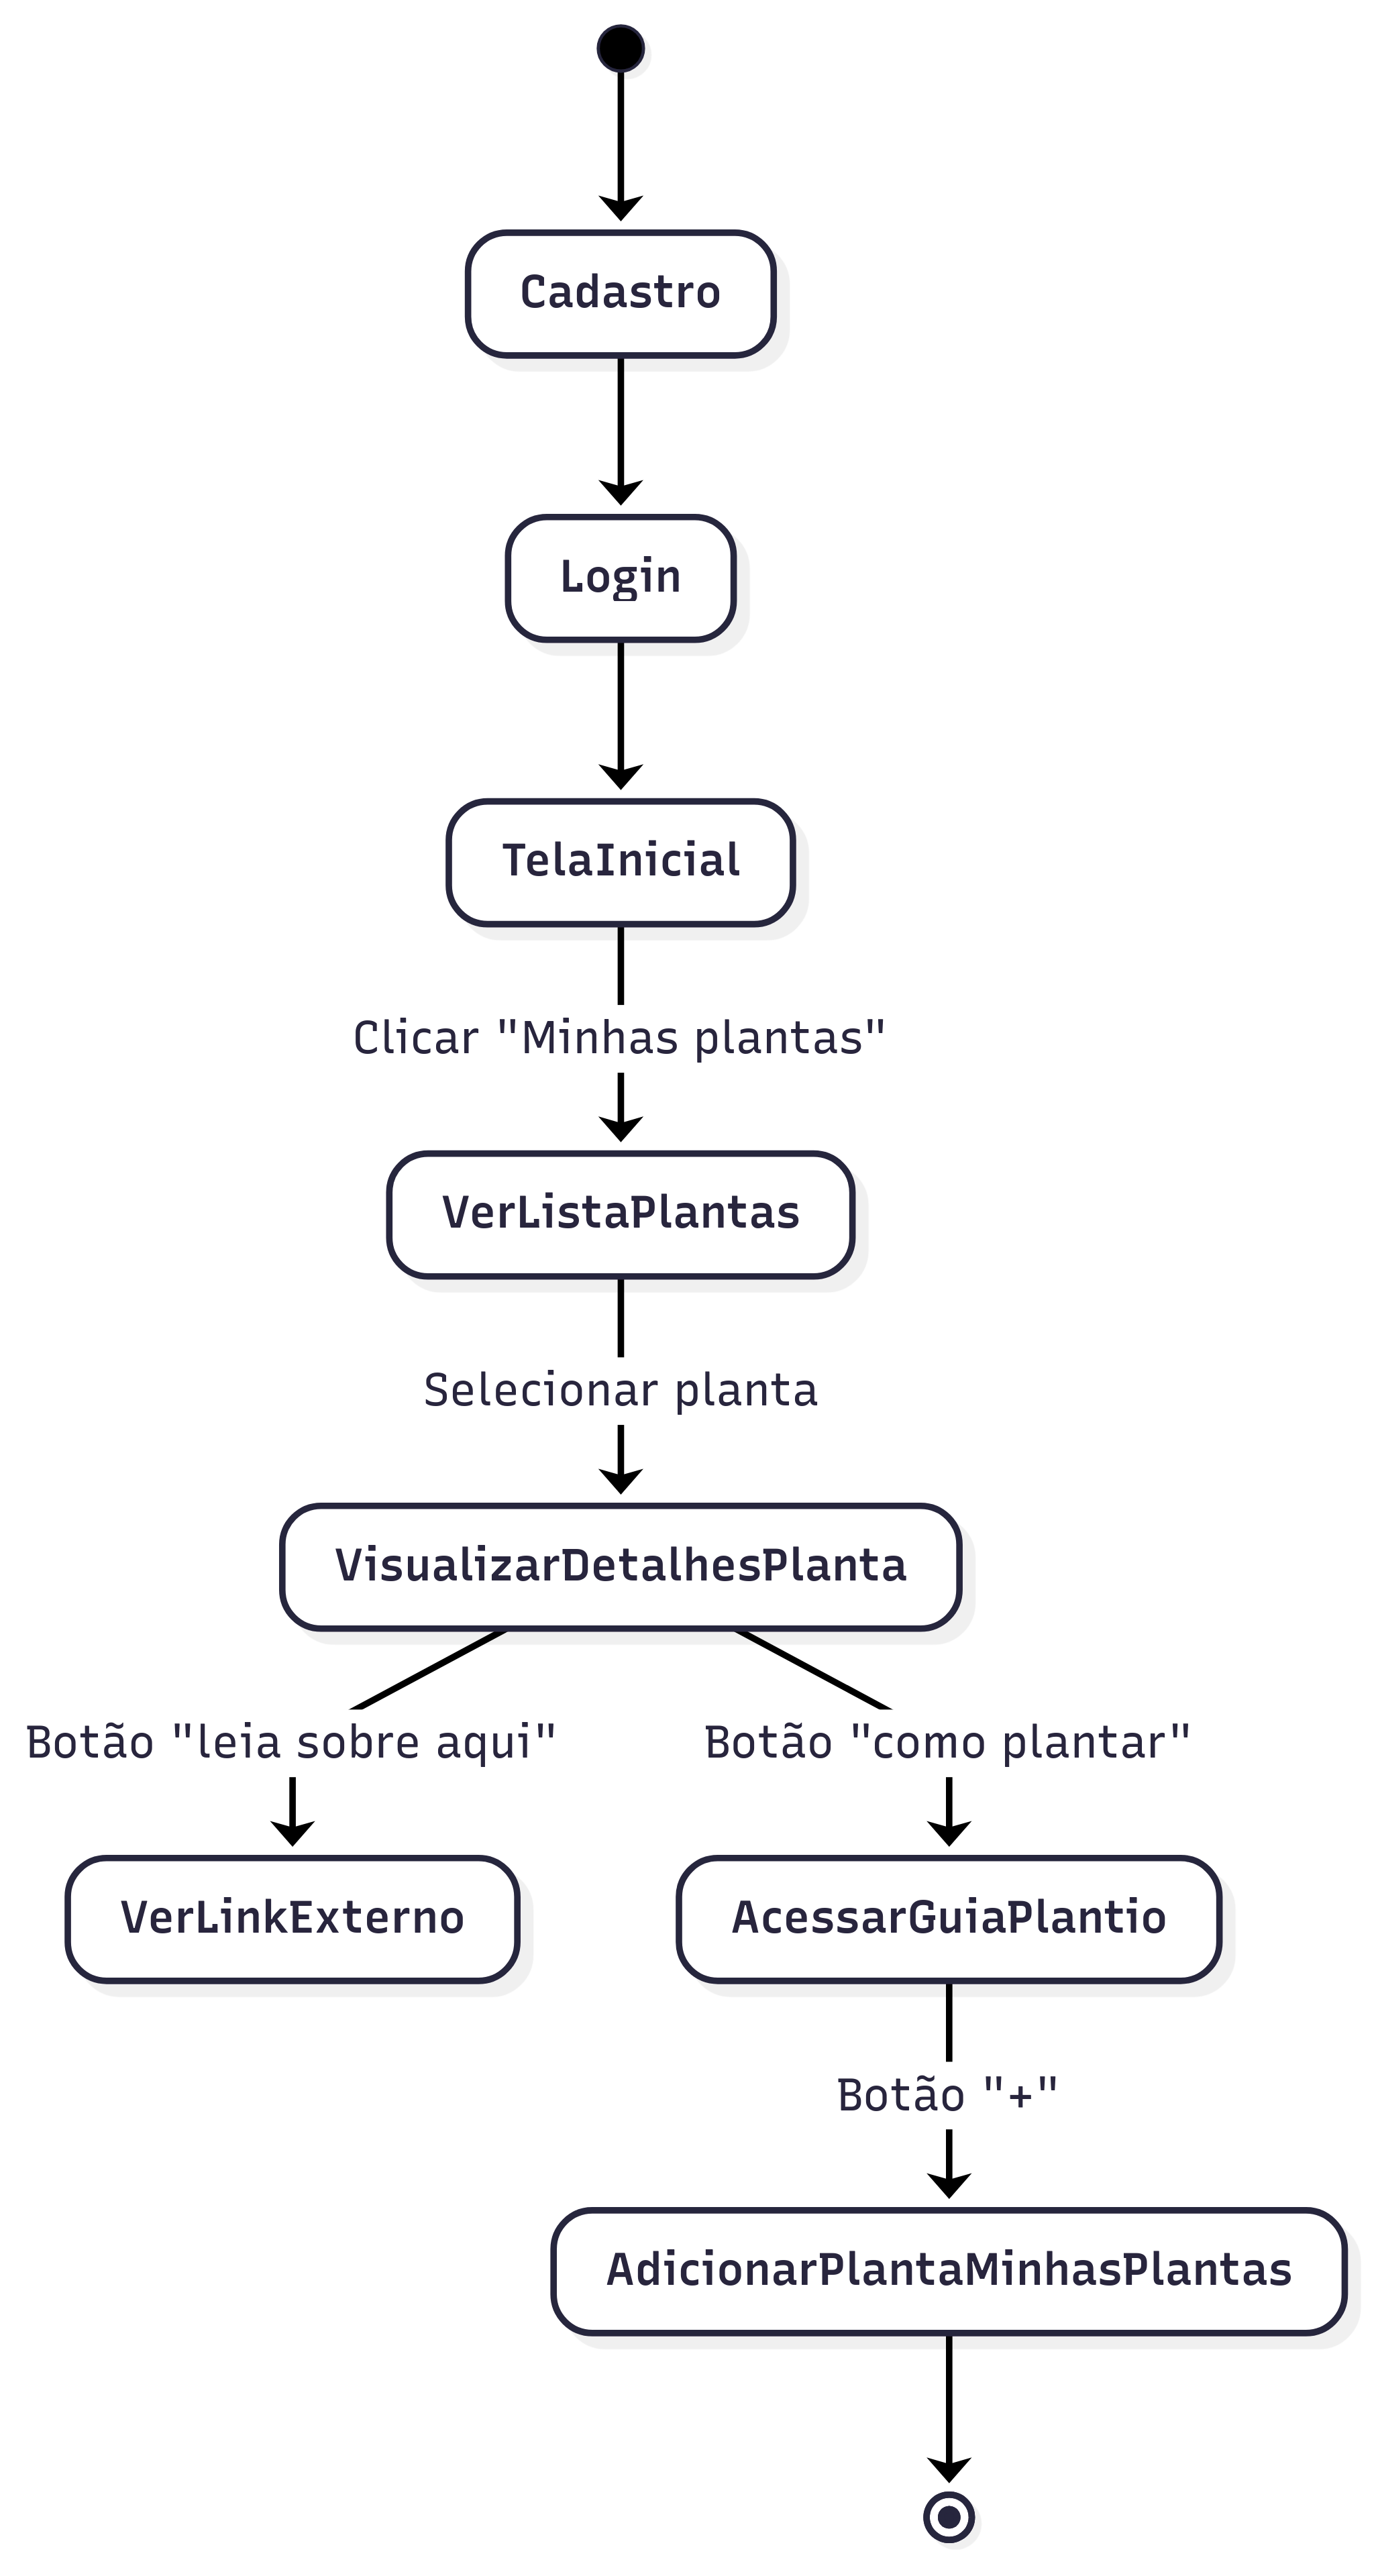 Cadastro
Login
TelaInicial
Clicar "Minhas plantas"
VerListaPlantas
Selecionar planta
VisualizarDetalhesPlanta
Botão "leia sobre aqui"
Botão "como plantar"
VerLinkExterno
AcessarGuiaPlantio
Botão "+"
AdicionarPlantaMinhasPlantas